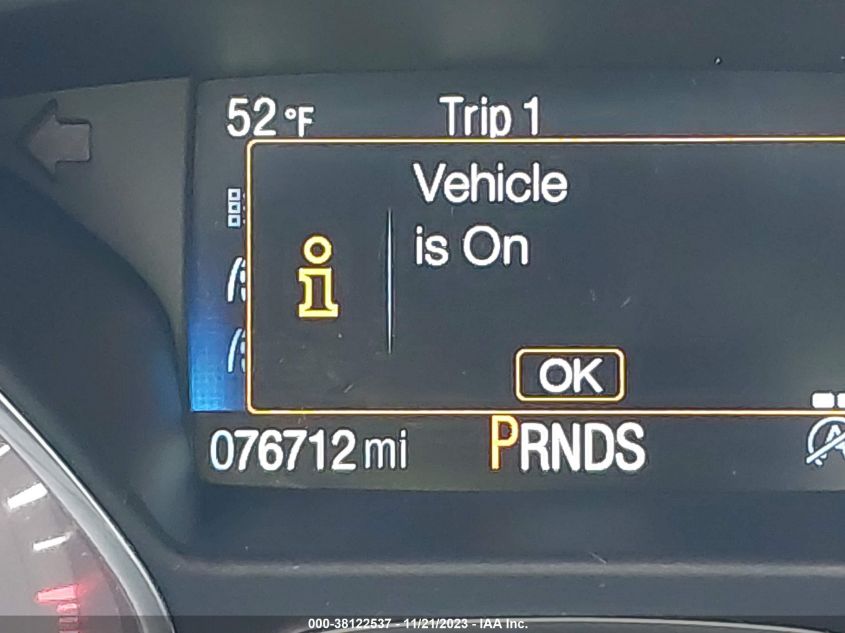 52 °F Trip 1
Vehicle
is On
OK
076712 mi PRNDS
000-38122537 - 11/21/2023 - IAA Inc.